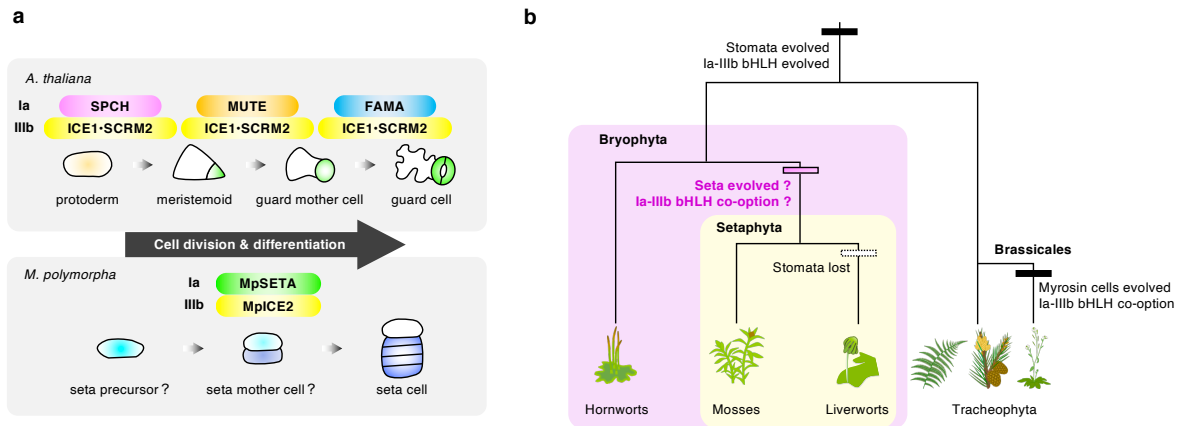 a
A. thaliana
Ia SPCH MUTE FAMA
IIIb ICE1•SCRM2 ICE1•SCRM2 ICE1•SCRM2
protoderm meristemoid guard mother cell guard cell
Cell division & differentiation
M. polymorpha
Ia MpSETA
IIIb MpICE2
seta precursor ? seta mother cell ? seta cell
b
Stomata evolved
Ia-IIIb bHLH evolved
Bryophyta
Seta evolved ?
Ia-IIIb bHLH co-option ?
Setaphyta
Stomata lost
Brassicales
Myrosin cells evolved
Ia-IIIb bHLH co-option
Hornworts Mosses Liverworts Tracheophyta